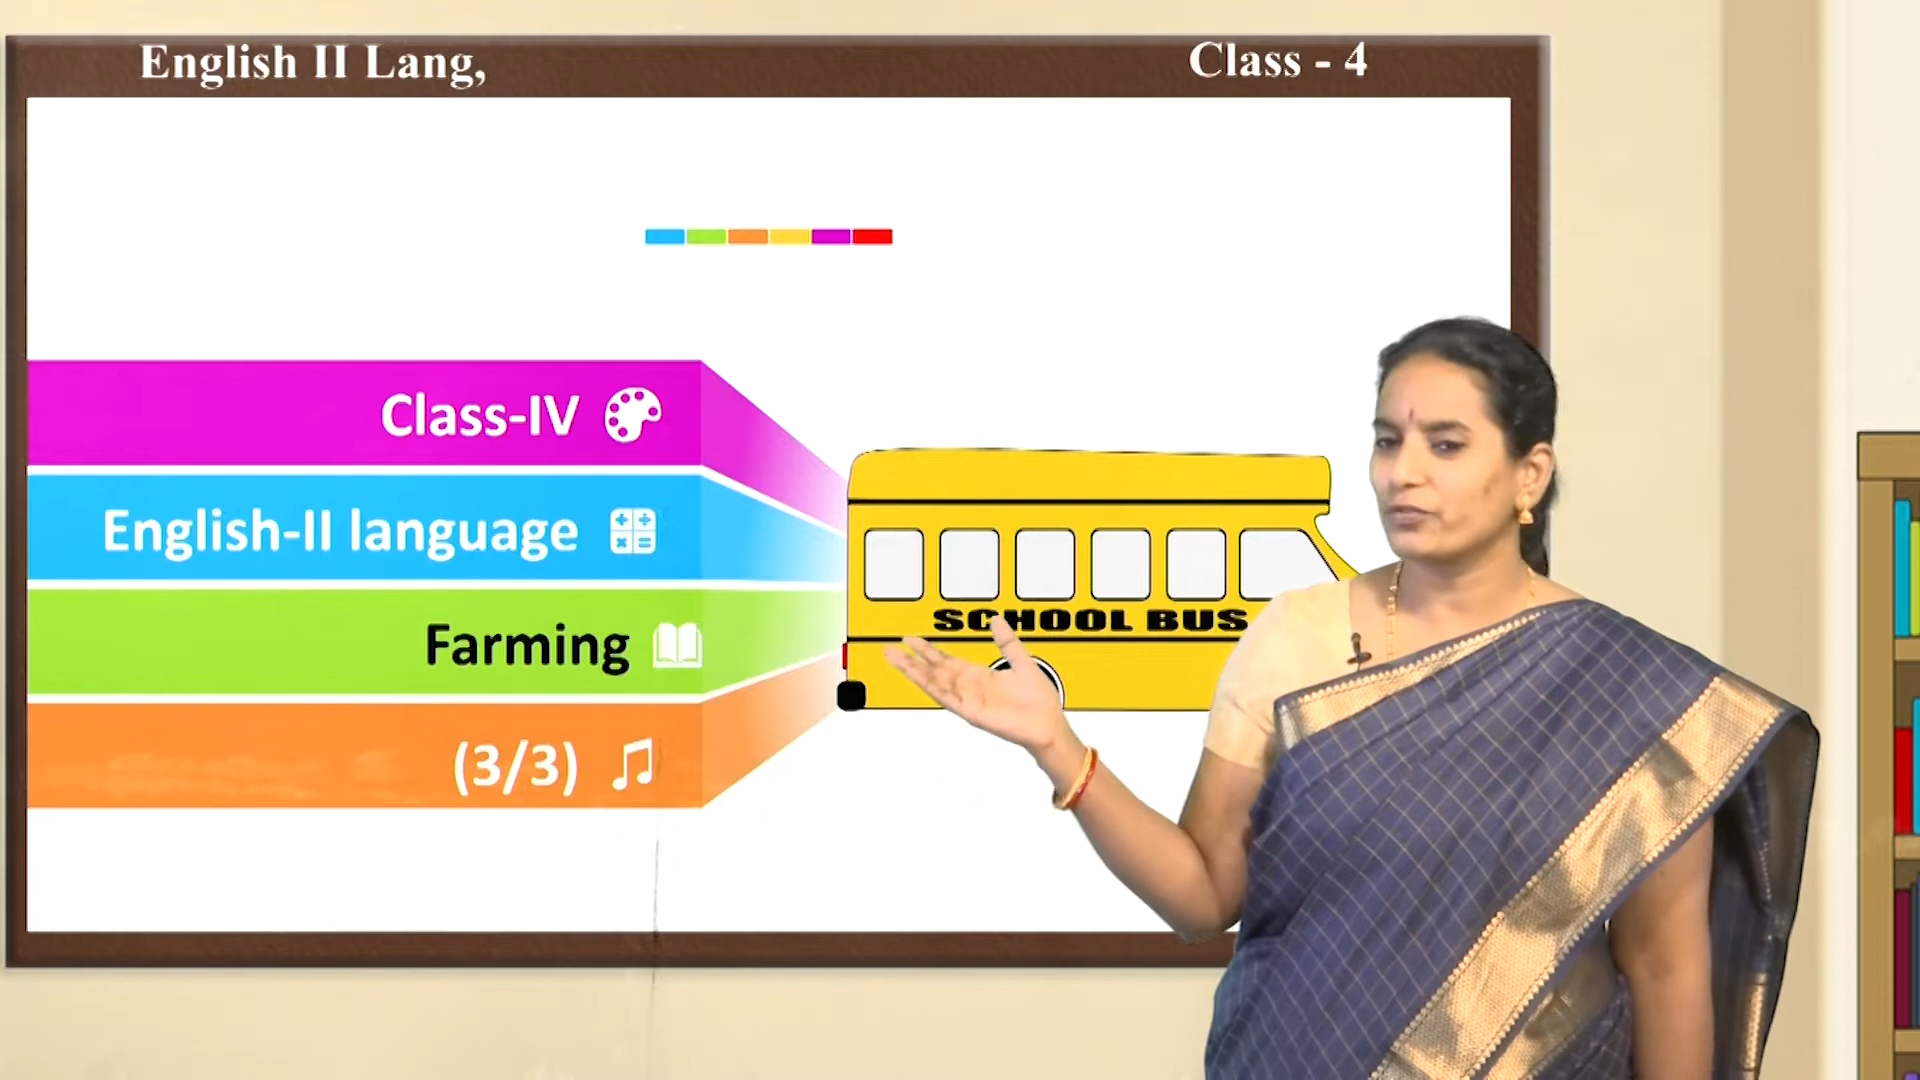 English II Lang,
Class - 4
Class-IV
English-II language
Farming
(3/3)
SCHOOL BUS